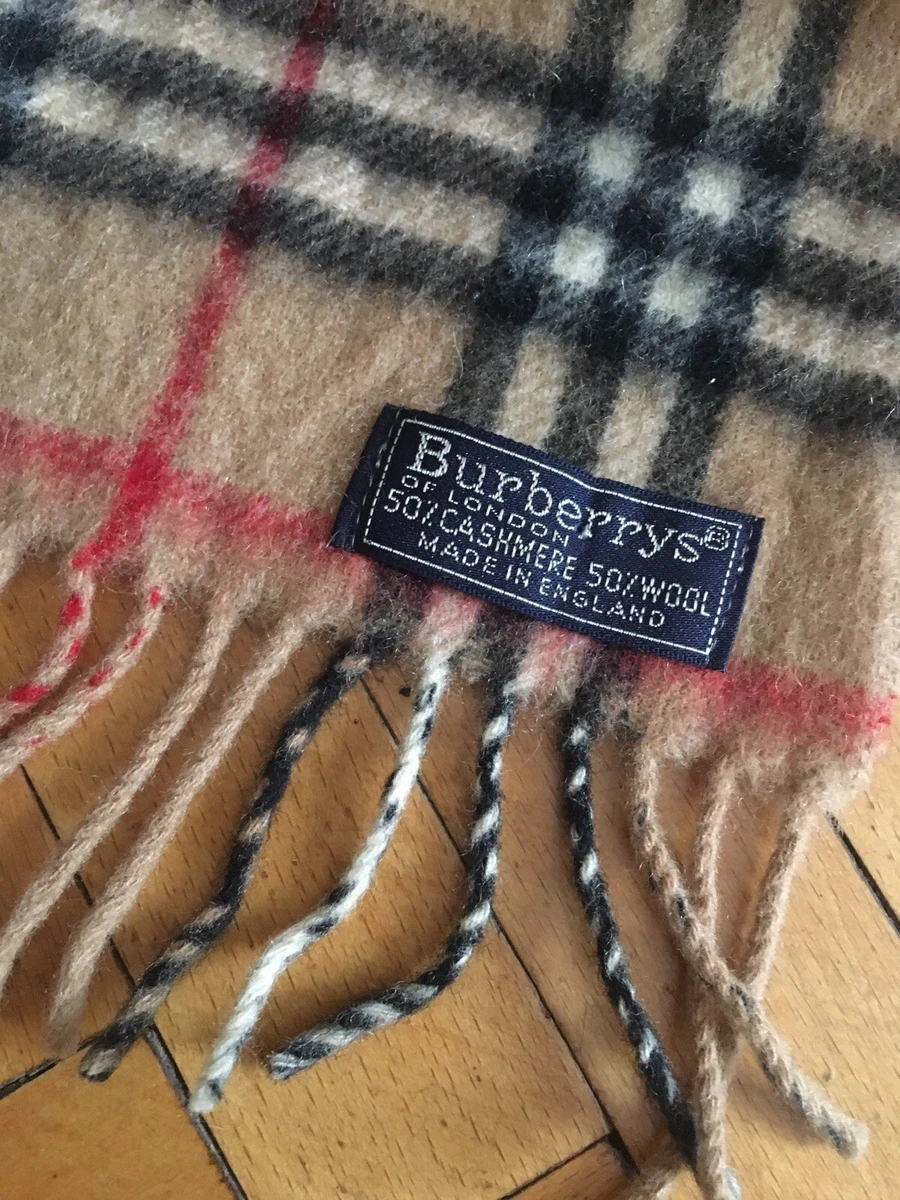 Burberrys®
OF LONDON
50%CASHMERE 50%WOOL
MADE IN ENGLAND